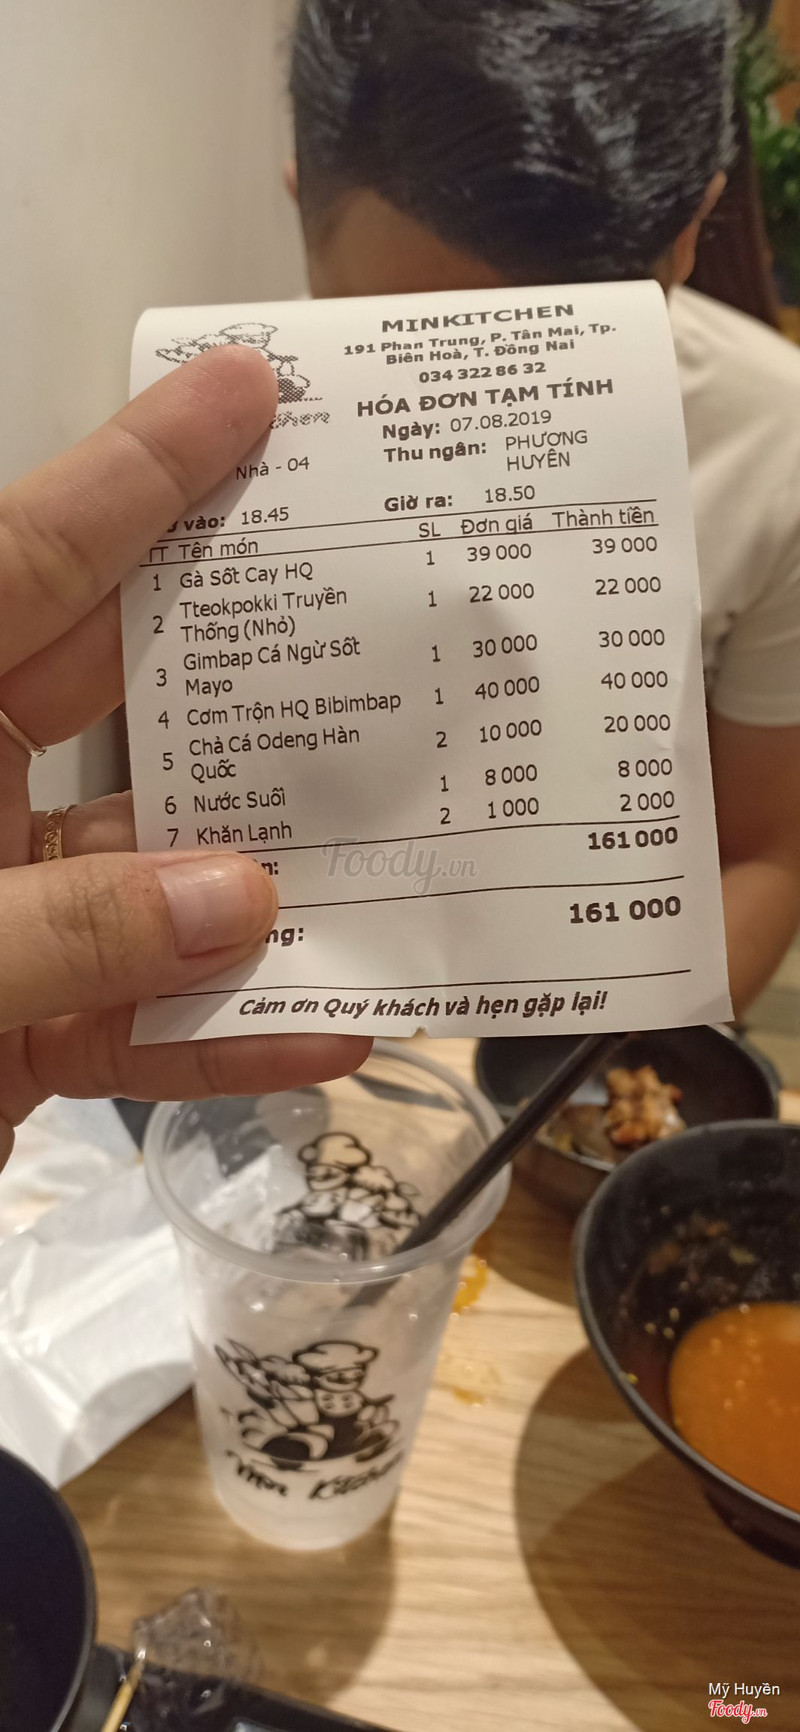 MINKITCHEN
191 Phan Trung, P. Tân Mai, Tp.
Biên Hoà, T. Đồng Nai
034 322 86 32
HÓA ĐƠN TẠM TÍNH
Ngày: 07.08.2019
Thu ngân: PHƯƠNG
HUYÊN
Nhà - 04
vào: 18.45 Giờ ra: 18.50
TT Tên món SL Đơn giá Thành tiền
1 Gà Sốt Cay HQ 1 39 000 39 000
2 Tteokpokki Truyền
Thống (Nhỏ) 1 22 000 22 000
3 Gimbap Cá Ngừ Sốt
Mayo 1 30 000 30 000
4 Cơm Trộn HQ Bibimbap 1 40 000 40 000
5 Chả Cá Odeng Hàn
Quốc 2 10 000 20 000
6 Nước Suối 1 8 000 8 000
7 Khăn Lạnh 2 1 000 2 000
161 000
161 000
Cảm ơn Quý khách và hẹn gặp lại!
Foody.vn
Min Kitchen
Mỹ Huyền
Foody.vn